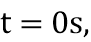 t = 0s,